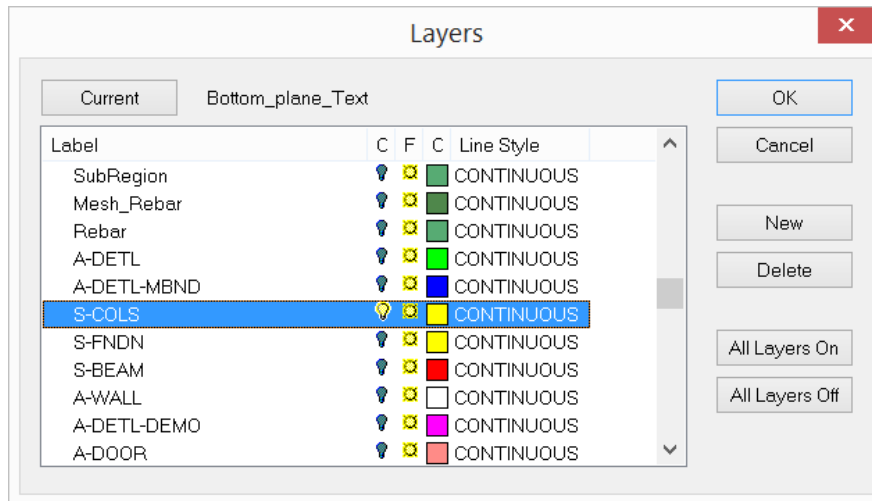 Layers
Current Bottom_plane_Text OK
Label C F C Line Style Cancel
SubRegion CONTINUOUS
Mesh_Rebar CONTINUOUS
Rebar CONTINUOUS New
A-DETL CONTINUOUS
A-DETL-MBND CONTINUOUS Delete
S-COLS CONTINUOUS
S-FNDN CONTINUOUS All Layers On
S-BEAM CONTINUOUS
A-WALL CONTINUOUS All Layers Off
A-DETL-DEMO CONTINUOUS
A-DOOR CONTINUOUS